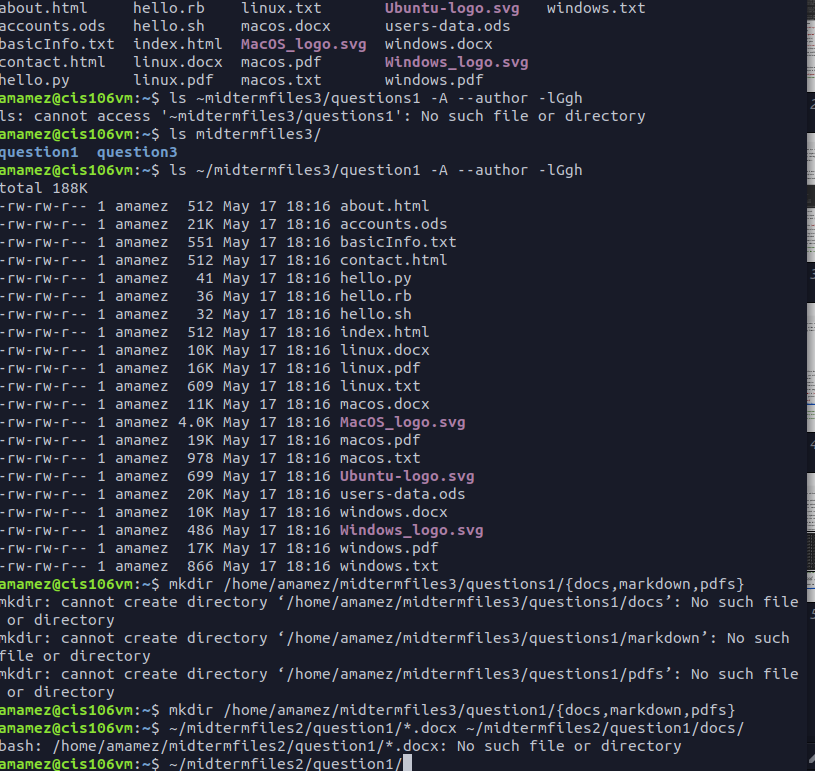 about.html     hello.rb    linux.txt       Ubuntu-logo.svg   windows.txt
accounts.ods   hello.sh    macos.docx      users-data.ods
basicInfo.txt  index.html  MacOS_logo.svg  windows.docx
contact.html   linux.docx  macos.pdf       Windows_logo.svg
hello.py       linux.pdf   macos.txt       windows.pdf
amamez@cis106vm:~$ ls ~midtermfiles3/questions1 -A --author -lGgh
ls: cannot access '~midtermfiles3/questions1': No such file or directory
amamez@cis106vm:~$ ls midtermfiles3/
question1  question3
amamez@cis106vm:~$ ls ~/midtermfiles3/question1 -A --author -lGgh
total 188K
-rw-rw-r-- 1 amamez  512 May 17 18:16 about.html
-rw-rw-r-- 1 amamez  21K May 17 18:16 accounts.ods
-rw-rw-r-- 1 amamez  551 May 17 18:16 basicInfo.txt
-rw-rw-r-- 1 amamez  512 May 17 18:16 contact.html
-rw-rw-r-- 1 amamez   41 May 17 18:16 hello.py
-rw-rw-r-- 1 amamez   36 May 17 18:16 hello.rb
-rw-rw-r-- 1 amamez   32 May 17 18:16 hello.sh
-rw-rw-r-- 1 amamez  512 May 17 18:16 index.html
-rw-rw-r-- 1 amamez  10K May 17 18:16 linux.docx
-rw-rw-r-- 1 amamez  16K May 17 18:16 linux.pdf
-rw-rw-r-- 1 amamez  609 May 17 18:16 linux.txt
-rw-rw-r-- 1 amamez  11K May 17 18:16 macos.docx
-rw-rw-r-- 1 amamez 4.0K May 17 18:16 MacOS_logo.svg
-rw-rw-r-- 1 amamez  19K May 17 18:16 macos.pdf
-rw-rw-r-- 1 amamez  978 May 17 18:16 macos.txt
-rw-rw-r-- 1 amamez  699 May 17 18:16 Ubuntu-logo.svg
-rw-rw-r-- 1 amamez  20K May 17 18:16 users-data.ods
-rw-rw-r-- 1 amamez  10K May 17 18:16 windows.docx
-rw-rw-r-- 1 amamez  486 May 17 18:16 Windows_logo.svg
-rw-rw-r-- 1 amamez  17K May 17 18:16 windows.pdf
-rw-rw-r-- 1 amamez  866 May 17 18:16 windows.txt
amamez@cis106vm:~$ mkdir /home/amamez/midtermfiles3/questions1/{docs,markdown,pdfs}
mkdir: cannot create directory ‘/home/amamez/midtermfiles3/questions1/docs’: No such file
 or directory
mkdir: cannot create directory ‘/home/amamez/midtermfiles3/questions1/markdown’: No such
file or directory
mkdir: cannot create directory ‘/home/amamez/midtermfiles3/questions1/pdfs’: No such file
 or directory
amamez@cis106vm:~$ mkdir /home/amamez/midtermfiles3/question1/{docs,markdown,pdfs}
amamez@cis106vm:~$ ~/midtermfiles2/question1/*.docx ~/midtermfiles2/question1/docs/
bash: /home/amamez/midtermfiles2/question1/*.docx: No such file or directory
amamez@cis106vm:~$ ~/midtermfiles2/question1/